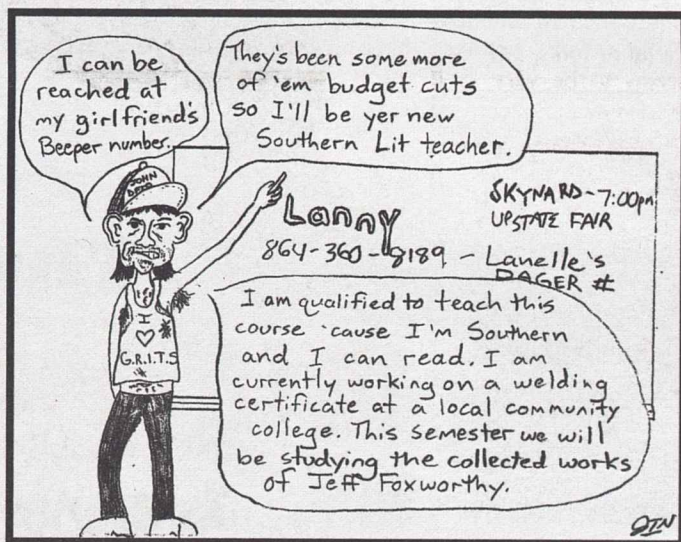 I can be
reached at
my girlfriend's
Beeper number.
They's been some more
of 'em budget cuts
so I'll be yer new
Southern Lit teacher.
JOHN
Lanny
864-360-8189 - Lanelle's
PAGER #
SKYNARD - 7:00pm
UPSTATE FAIR
I
♥
G.R.I.T.S
I am qualified to teach this
course 'cause I'm Southern
and I can read. I am
currently working on a welding
certificate at a local community
college. This semester we will
be studying the collected works
of Jeff Foxworthy.